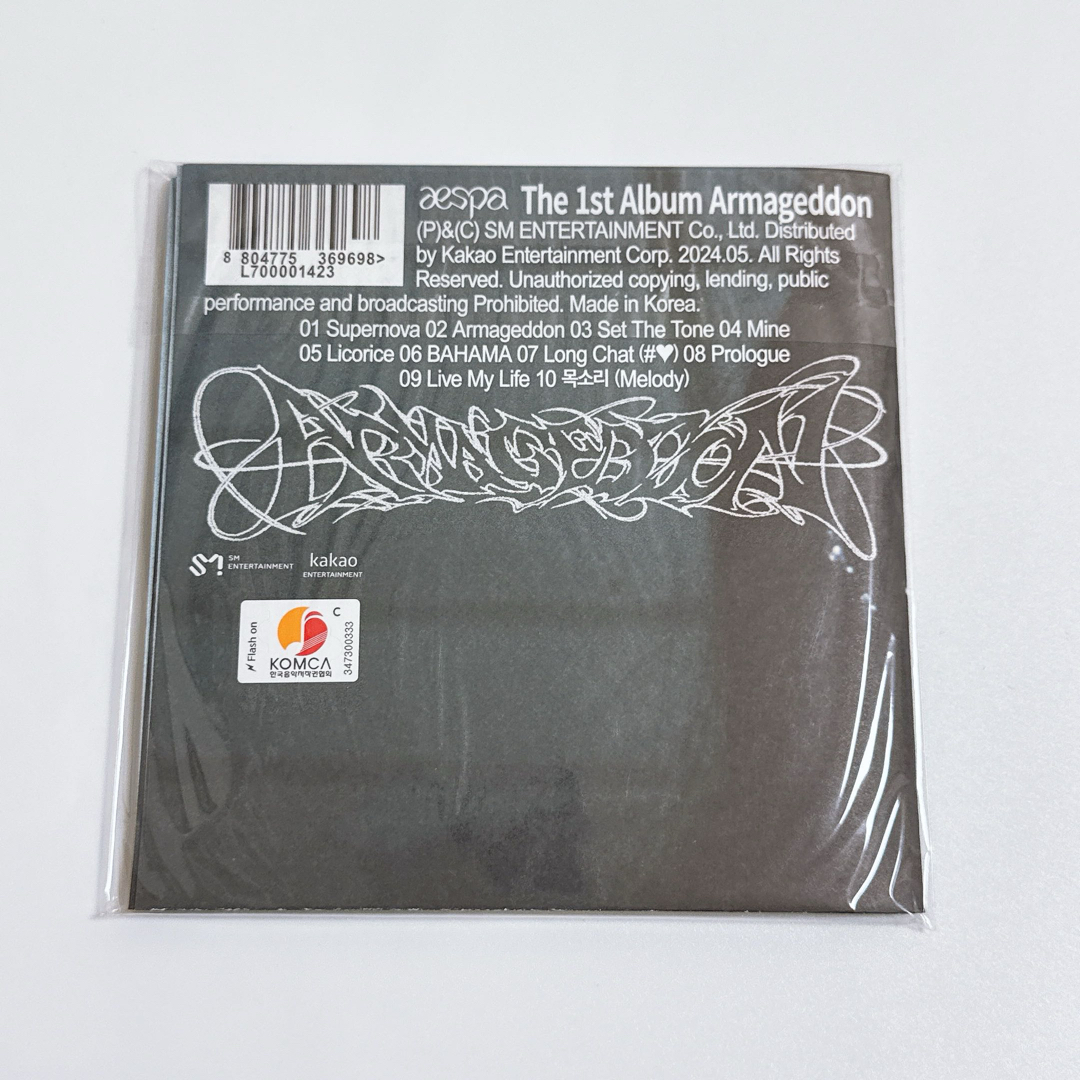 8 804775 369698>
L700001423
aespa The 1st Album Armageddon
(P)&(C) SM ENTERTAINMENT Co., Ltd. Distributed
by Kakao Entertainment Corp. 2024.05. All Rights
Reserved. Unauthorized copying, lending, public
performance and broadcasting Prohibited. Made in Korea.
01 Supernova 02 Armageddon 03 Set The Tone 04 Mine
05 Licorice 06 BAHAMA 07 Long Chat (#♥) 08 Prologue
09 Live My Life 10 목소리 (Melody)
ARMAGEDDON
SM
ENTERTAINMENT
kakao
ENTERTAINMENT
Flash on
C
KOMCA
한국음악저작권협회
347300333